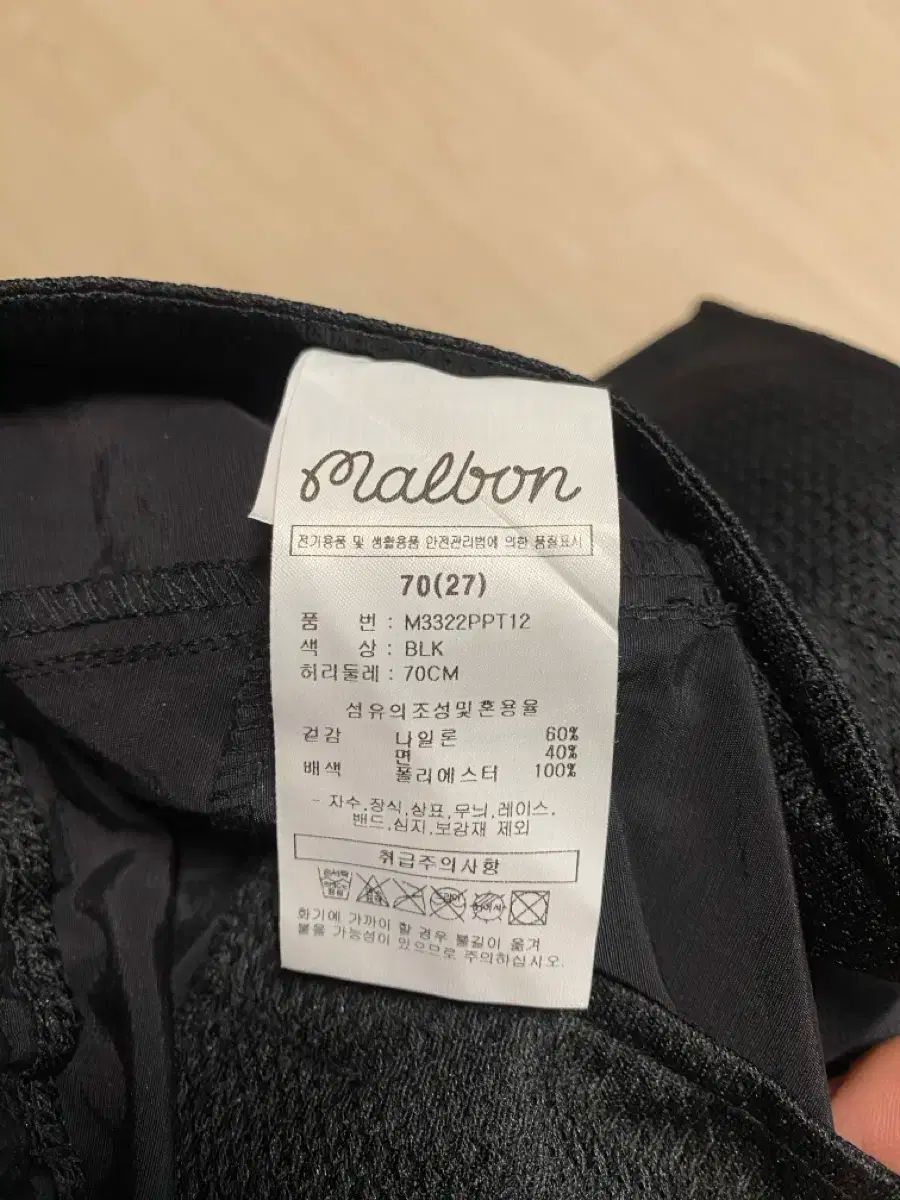 malbon
전기용품 및 생활용품 안전관리법에 의한 품질표시
70(27)
품 번 : M3322PPT12
색 상 : BLK
허리둘레 : 70CM
섬유의조성및혼용율
겉감 나일론 60%
면 40%
배색 폴리에스터 100%
- 자수,장식,상표,무늬,레이스,
밴드,심지,보강재 제외
취급주의사항
손세탁
드라이
화기에 가까이 할 경우 불길이 옮겨
붙을 가능성이 있으므로 주의하십시오.